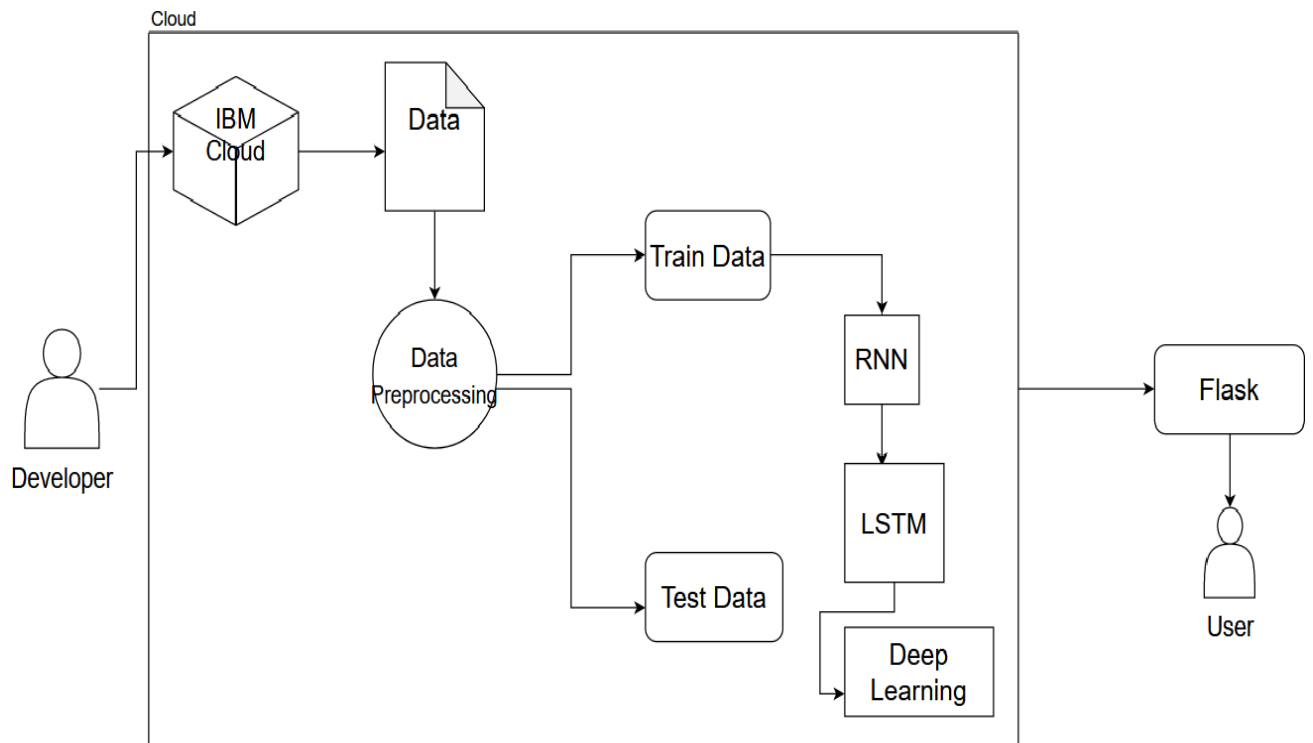 Cloud
IBM
Cloud
Data
Train Data
RNN
Data
Preprocessing
Flask
Developer
LSTM
Test Data
User
Deep
Learning